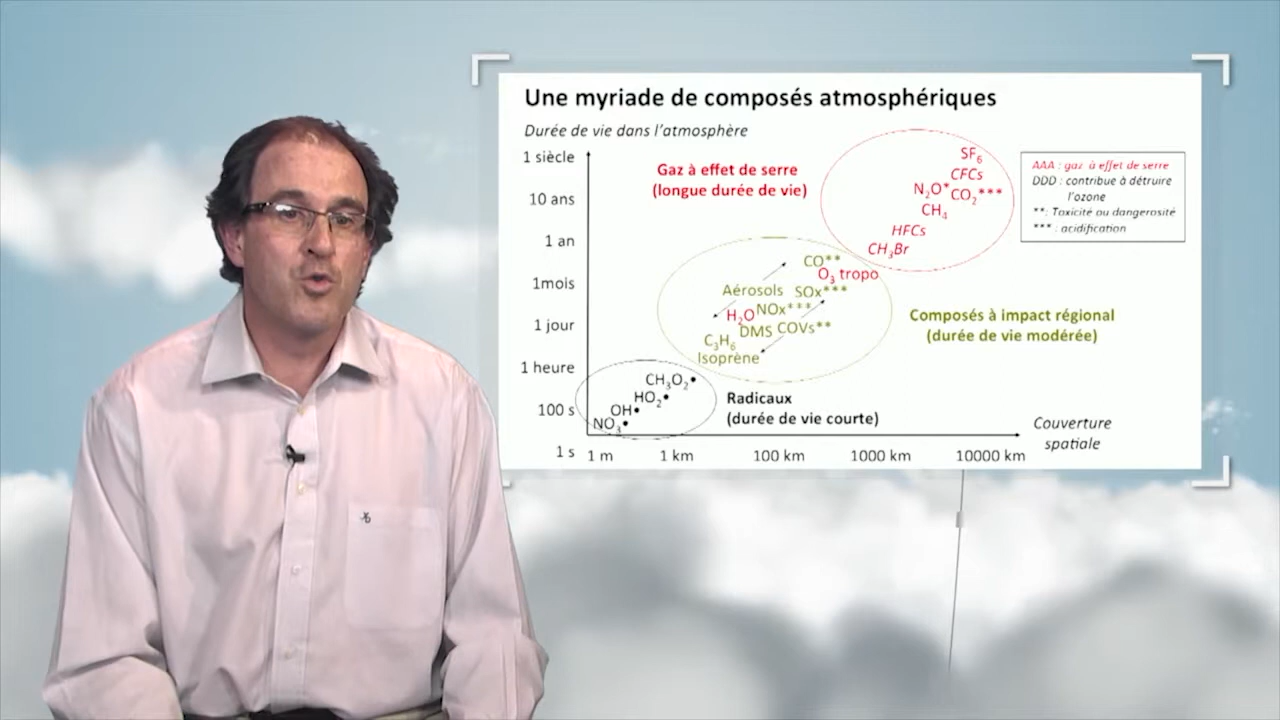 Une myriade de composés atmosphériques
Durée de vie dans l'atmosphère
1 siècle
10 ans
1 an
1mois
1 jour
1 heure
100 s
1 s
Gaz à effet de serre
(longue durée de vie)
SF₆
CFCs
N₂O*
CO₂***
CH₄
HFCs
CH₃Br
AAA : gaz à effet de serre
DDD : contribue à détruire
l'ozone
**: Toxicité ou dangerosité
*** : acidification
CO**
O₃ tropo
Aérosols
SOx***
H₂O
NOx***
DMS
COVs**
C₃H₆
Isoprène
Composés à impact régional
(durée de vie modérée)
CH₃O₂
HO₂
OH
NO₃
Radicaux
(durée de vie courte)
Couverture
spatiale
1 m
1 km
100 km
1000 km
10000 km